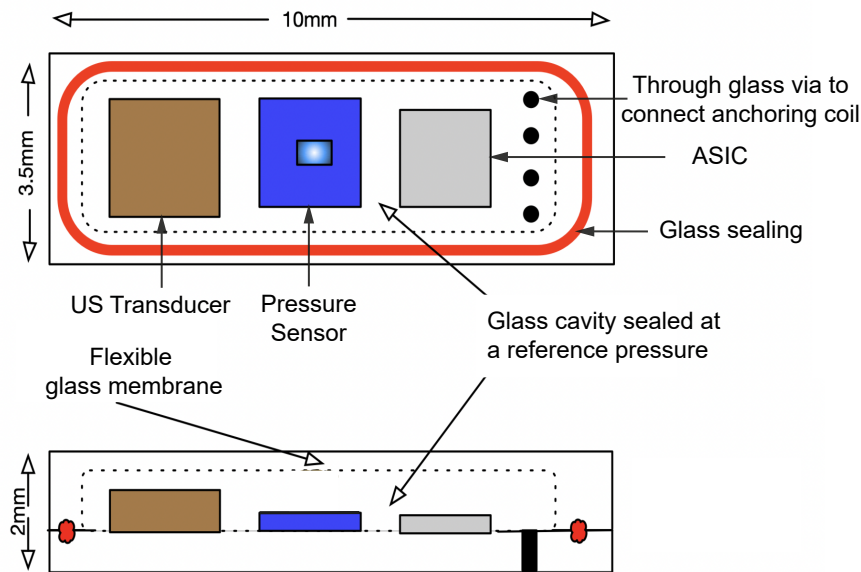 10mm
3.5mm
Through glass via to
connect anchoring coil
ASIC
Glass sealing
US Transducer
Pressure
Sensor
Glass cavity sealed at
a reference pressure
Flexible
glass membrane
2mm